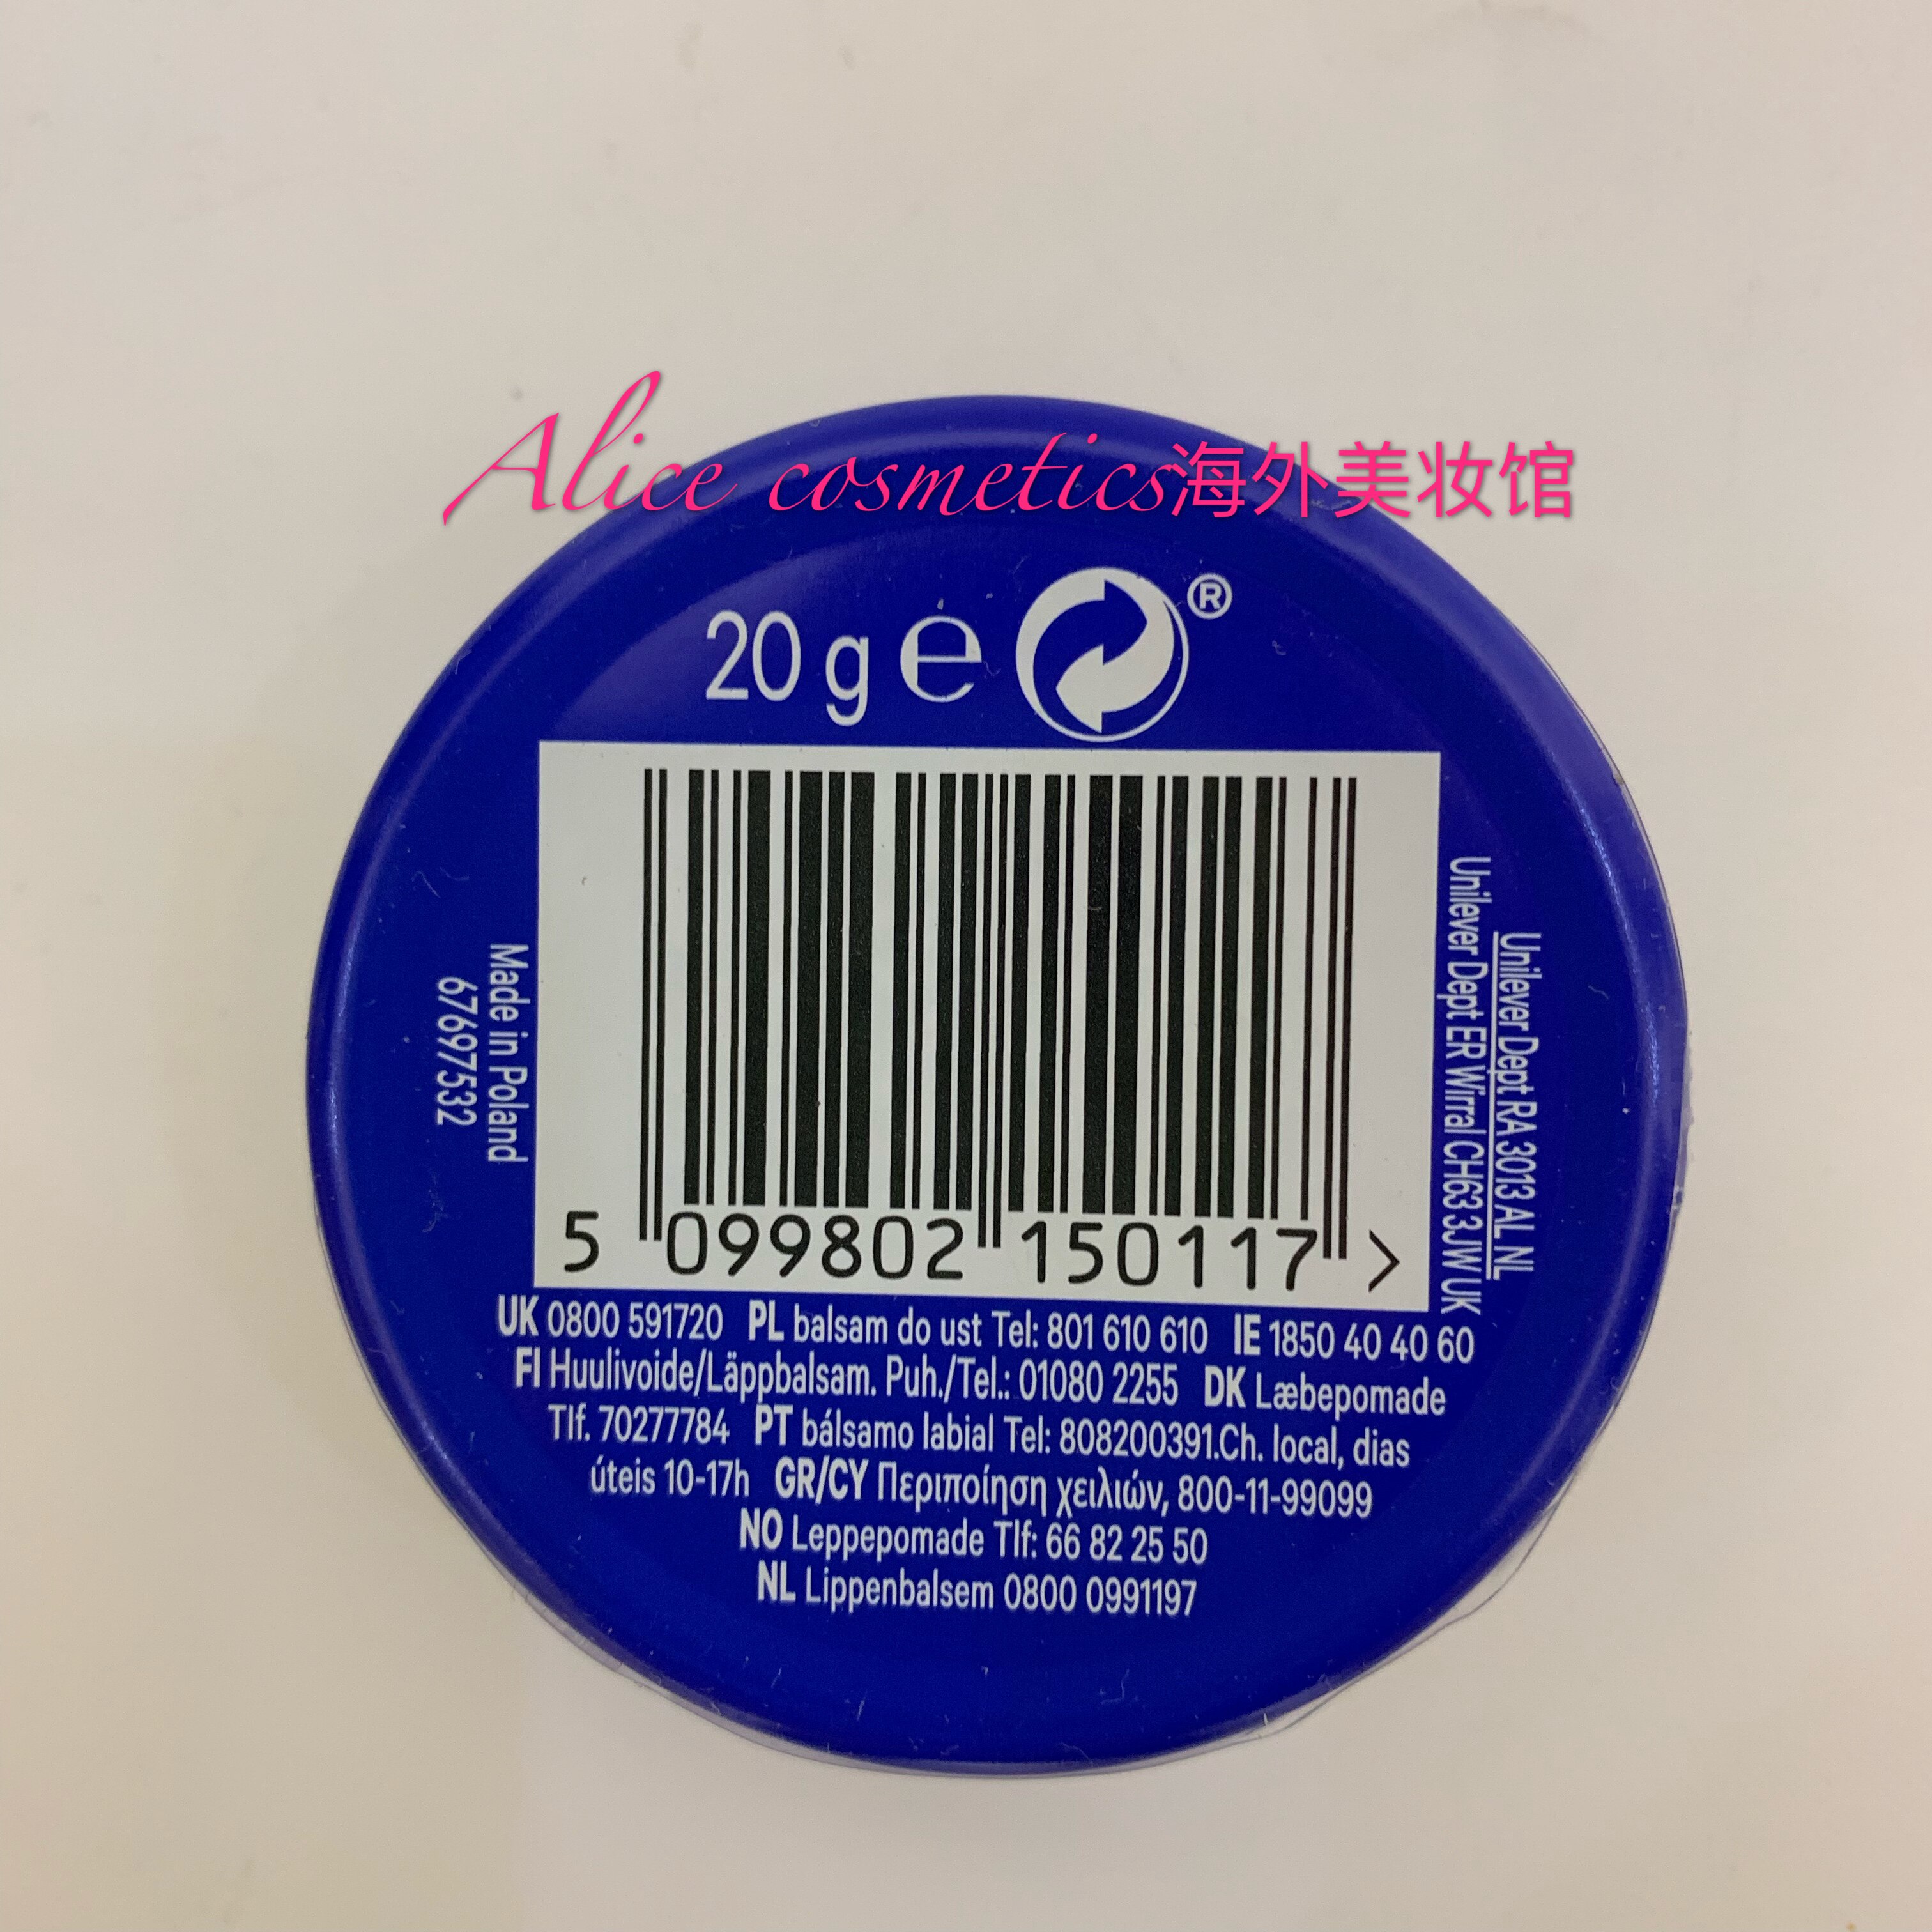 Alice cosmetics海外美妆馆
20 g e ®
Made in Poland
67697532
5 099802 150117 >
Unilever Dept RA 3013 AL NL
Unilever Dept ER Wirral CH63 3JW UK
UK 0800 591720 PL balsam do ust Tel: 801 610 610 IE 1850 40 40 60
FI Huulivoide/Läppbalsam. Puh./Tel.: 01080 2255 DK Læbepomade
Tlf. 70277784 PT bálsamo labial Tel: 808200391.Ch. local, dias
úteis 10-17h GR/CY Περιποίηση χειλιών, 800-11-99099
NO Leppepomade Tlf: 66 82 25 50
NL Lippenbalsem 0800 0991197